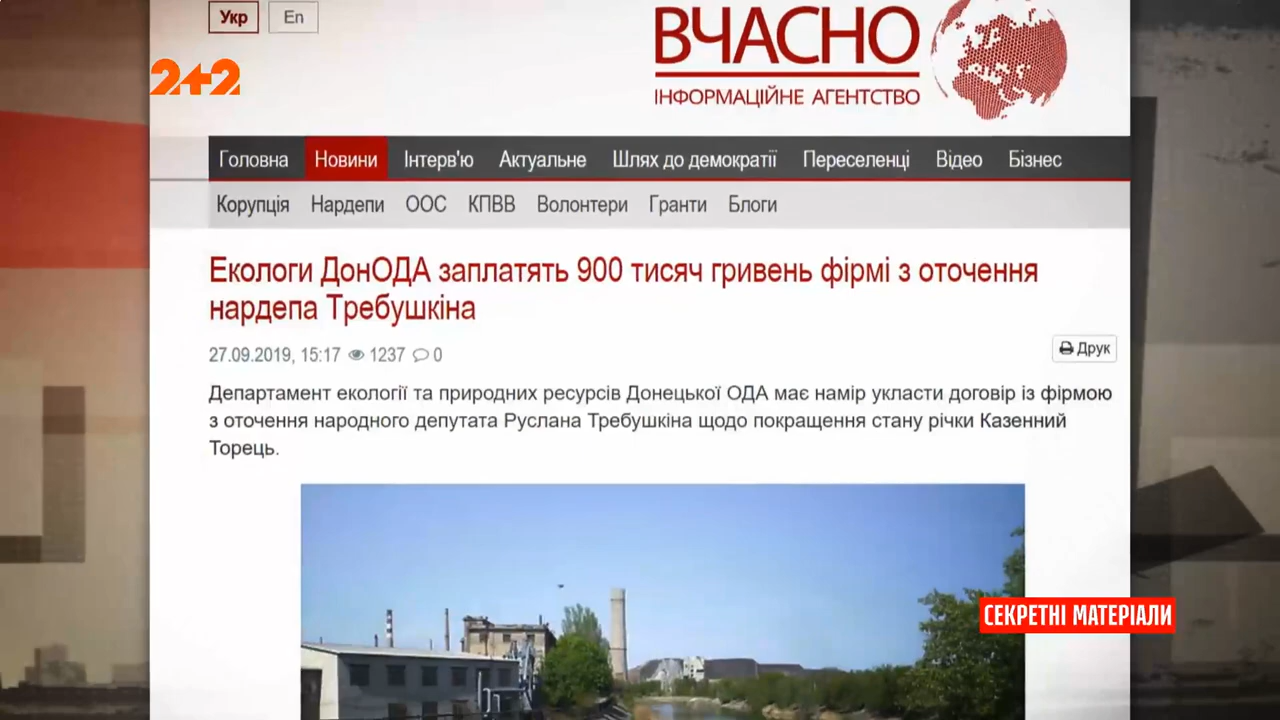 Укр En
2+2
ВЧАСНО
ІНФОРМАЦІЙНЕ АГЕНТСТВО
Головна Новини Інтерв'ю Актуальне Шлях до демократії Переселенці Відео Бізнес
Корупція Нардепи ООС КПВВ Волонтери Гранти Блоги
Екологи ДонОДА заплатять 900 тисяч гривень фірмі з оточення
нардепа Требушкіна
27.09.2019, 15:17 1237 0
Друк
Департамент екології та природних ресурсів Донецької ОДА має намір укласти договір із фірмою
з оточення народного депутата Руслана Требушкіна щодо покращення стану річки Казенний
Торець.
СЕКРЕТНІ МАТЕРІАЛИ